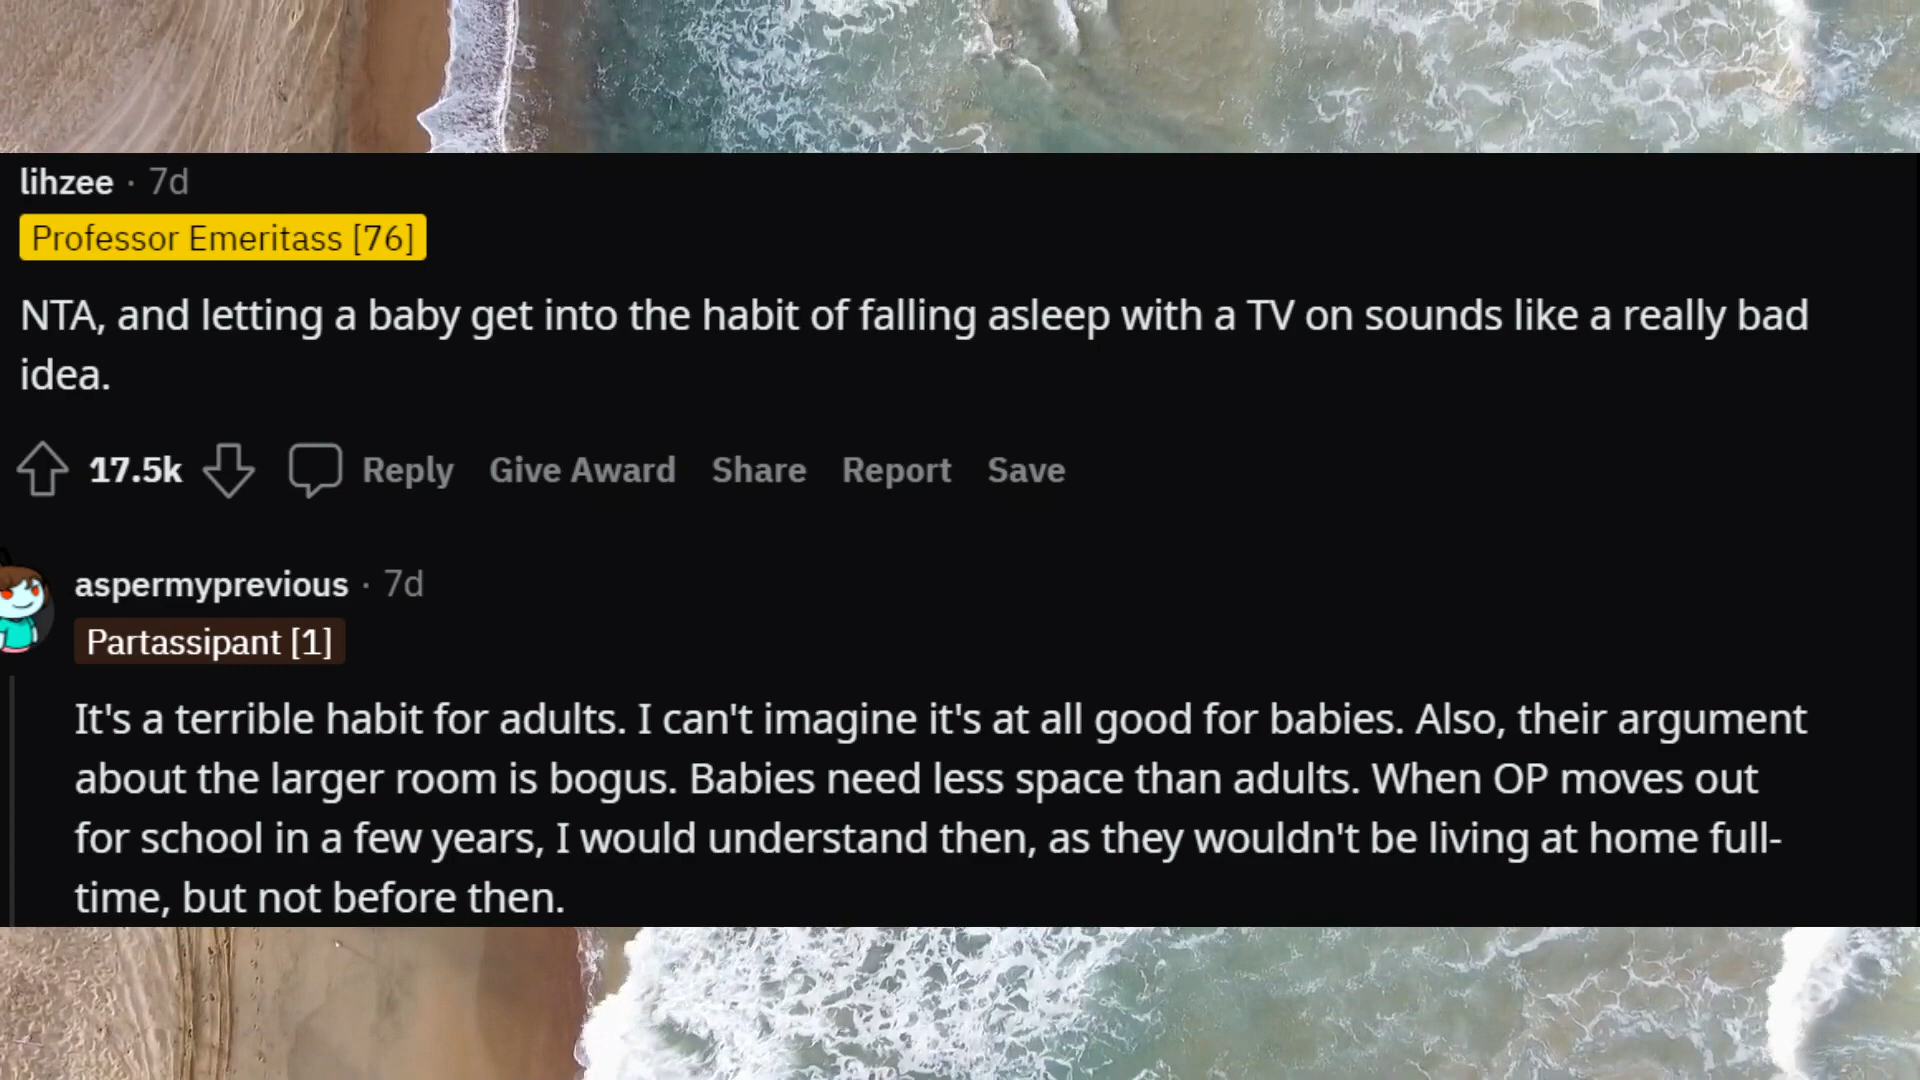 lihzee · 7d
Professor Emeritass [76]
NTA, and letting a baby get into the habit of falling asleep with a TV on sounds like a really bad
idea.
17.5k Reply Give Award Share Report Save
aspermyprevious · 7d
Partassipant [1]
It's a terrible habit for adults. I can't imagine it's at all good for babies. Also, their argument
about the larger room is bogus. Babies need less space than adults. When OP moves out
for school in a few years, I would understand then, as they wouldn't be living at home full-
time, but not before then.